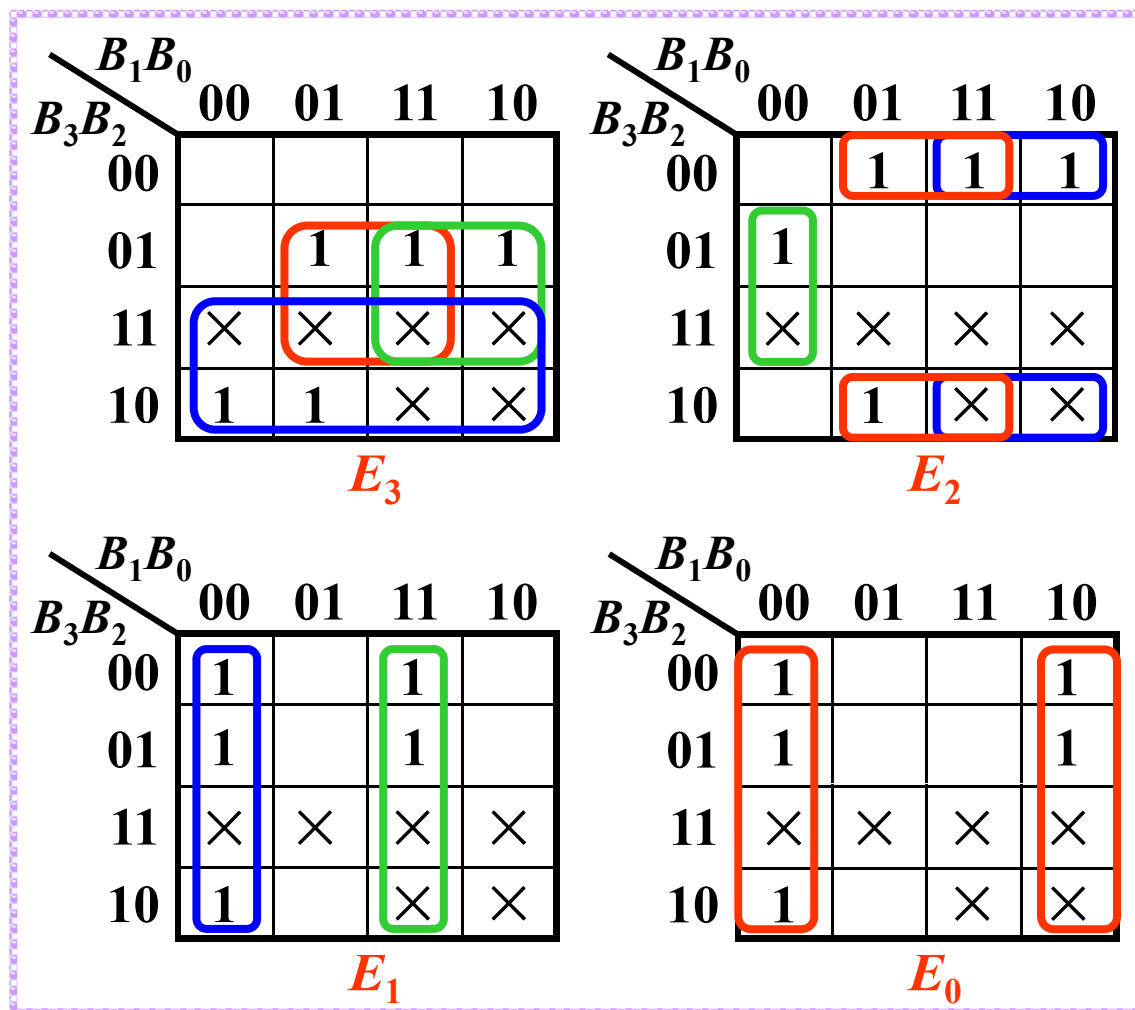 B₁B₀
B₃B₂ 00 01 11 10
00
01 1 1 1
11 × × × ×
10 1 1 × ×
E₃
B₁B₀
B₃B₂ 00 01 11 10
00 1 1 1
01 1
11 × × × ×
10 1 × ×
E₂
B₁B₀
B₃B₂ 00 01 11 10
00 1 1
01 1 1
11 × × × ×
10 1 × ×
E₁
B₁B₀
B₃B₂ 00 01 11 10
00 1 1
01 1 1
11 × × × ×
10 1 × ×
E₀